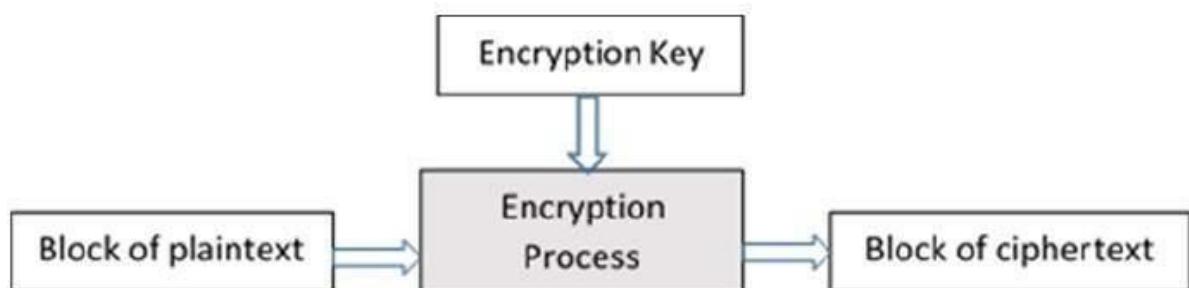 Encryption Key
Encryption
Process
Block of plaintext
Block of ciphertext